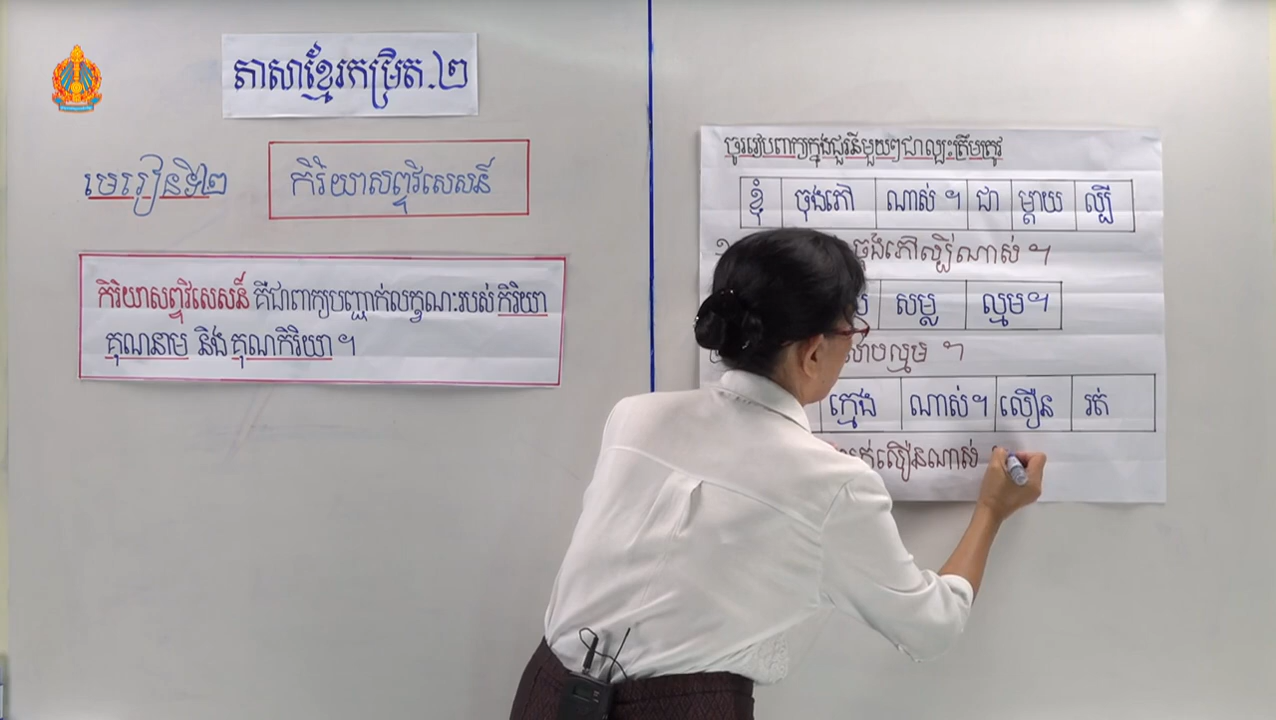 ភាសាខ្មែរកម្រិត.២
មេរៀនទី២
កិរិយាសព្ទវិសេសន៍
កិរិយាសព្ទវិសេសន៍ គឺជាពាក្យបញ្ជាក់លក្ខណៈរបស់ កិរិយា
គុណនាម និង គុណកិរិយា ។
ចូររៀបពាក្យក្នុងជួរនីមួយៗជាល្បះត្រឹមត្រូវ
ខ្ញុំ ចុងភៅ ណាស់ ។ ជា ម្ដាយ ល្បី
ចុងភៅល្បីណាស់ ។
សម្ល ល្មម។
សាបល្មម ។
ក្មេង ណាស់។ លឿន រត់
រត់លឿនណាស់